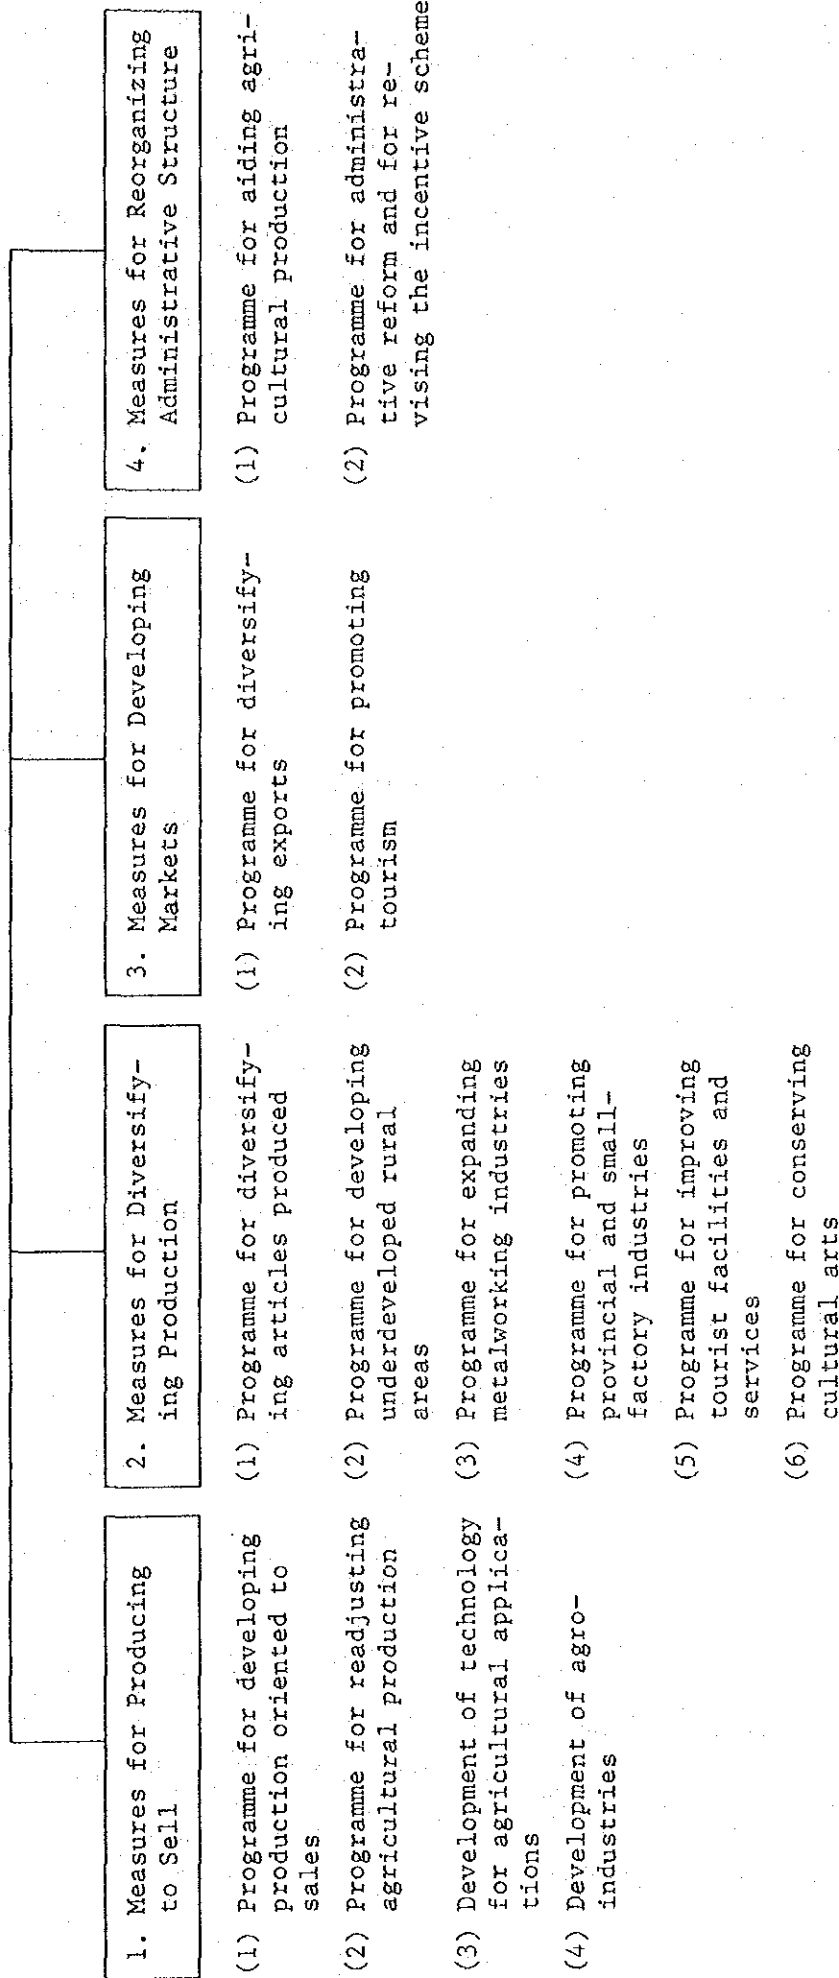 1. Measures for Producing
to Sell
(1) Programme for developing
production oriented to
sales
(2) Programme for readjusting
agricultural production
(3) Development of technology
for agricultural applica-
tions
(4) Development of agro-
industries
2. Measures for Diversify-
ing Production
(1) Programme for diversify-
ing articles produced
(2) Programme for developing
underdeveloped rural
areas
(3) Programme for expanding
metalworking industries
(4) Programme for promoting
provincial and small-
factory industries
(5) Programme for improving
tourist facilities and
services
(6) Programme for conserving
cultural arts
3. Measures for Developing
Markets
(1) Programme for diversify-
ing exports
(2) Programme for promoting
tourism
4. Measures for Reorganizing
Administrative Structure
(1) Programme for aiding agri-
cultural production
(2) Programme for administra-
tive reform and for re-
vising the incentive scheme